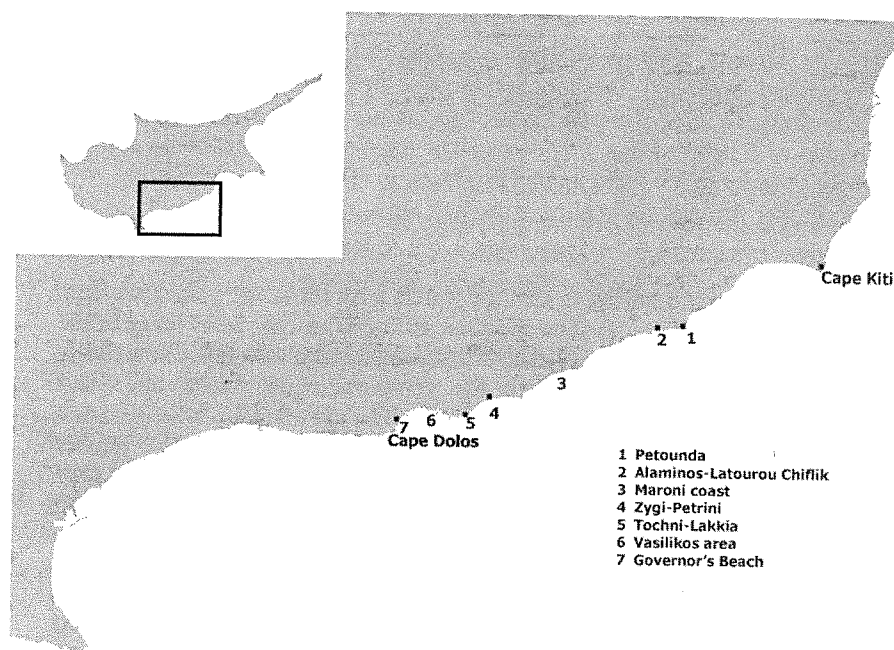 Cape Kiti
2
1
3
4
5
6
7
Cape Dolos
1 Petounda
2 Alaminos-Latourou Chiflik
3 Maroni coast
4 Zygi-Petrini
5 Tochni-Lakkia
6 Vasilikos area
7 Governor's Beach